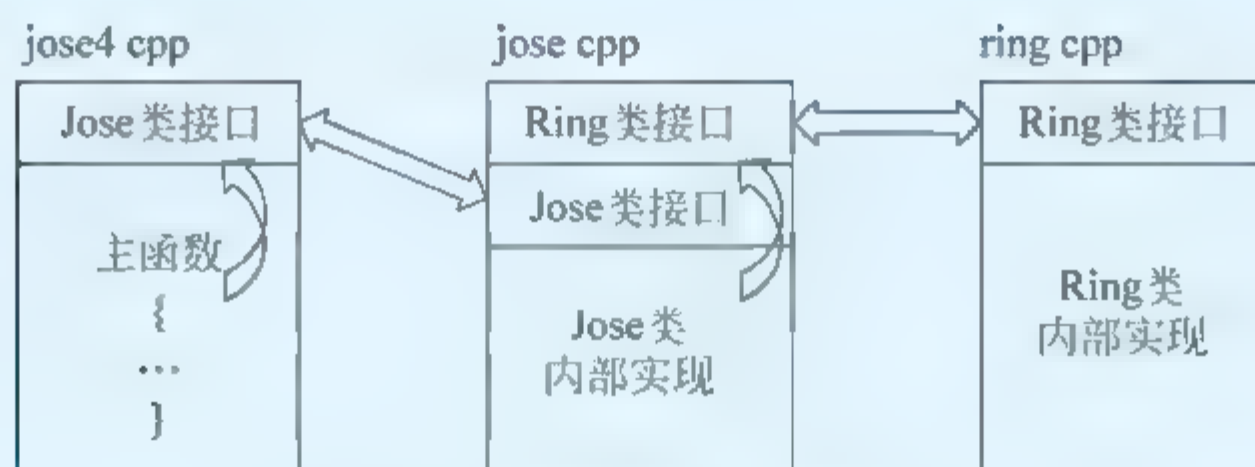 jose4 cpp
Jose类接口
主函数
{
...
}
jose cpp
Ring类接口
Jose类接口
Jose类
内部实现
ring cpp
Ring类接口
Ring类
内部实现